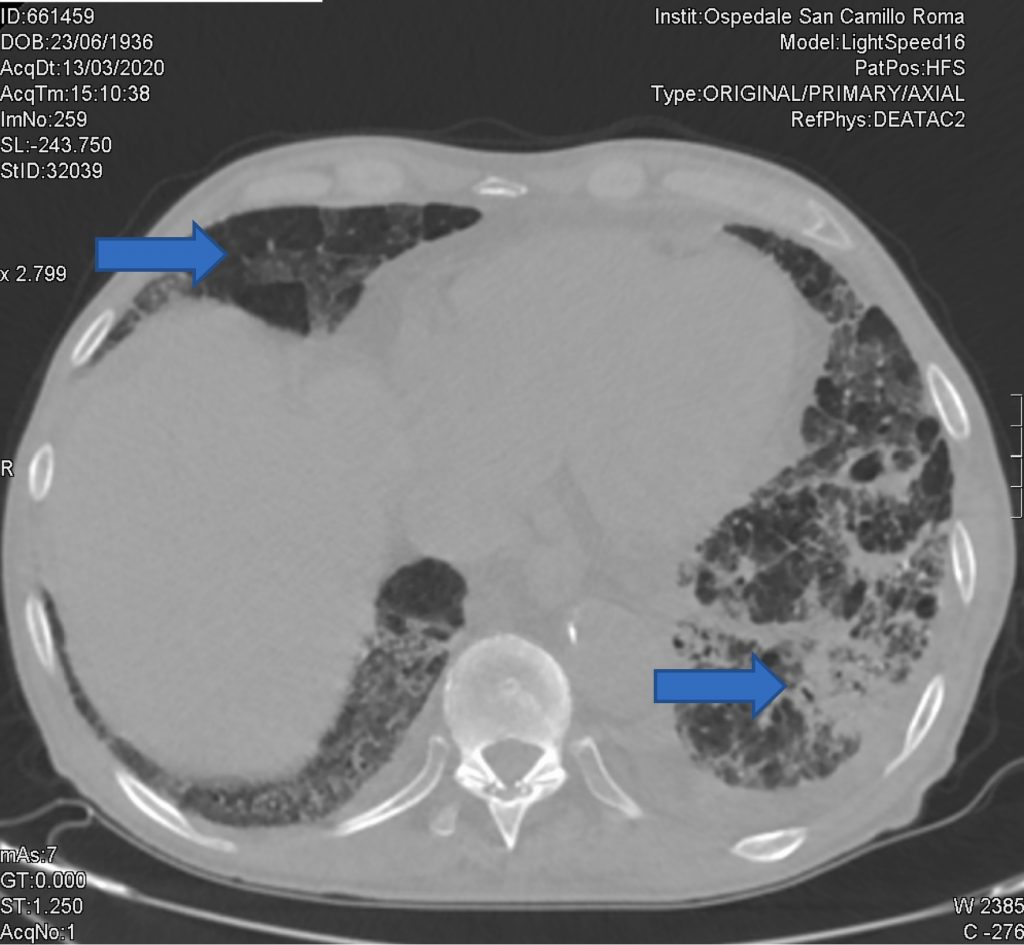 ID:661459
DOB:23/06/1936
AcqDt:13/03/2020
AcqTm:15:10:38
ImNo:259
SL:-243.750
StID:32039
Instit:Ospedale San Camillo Roma
Model:LightSpeed16
PatPos:HFS
Type:ORIGINAL/PRIMARY/AXIAL
RefPhys:DEATAC2
x 2.799
R
mAs:7
GT:0.000
ST:1.250
AcqNo:1
W 2385
C -276